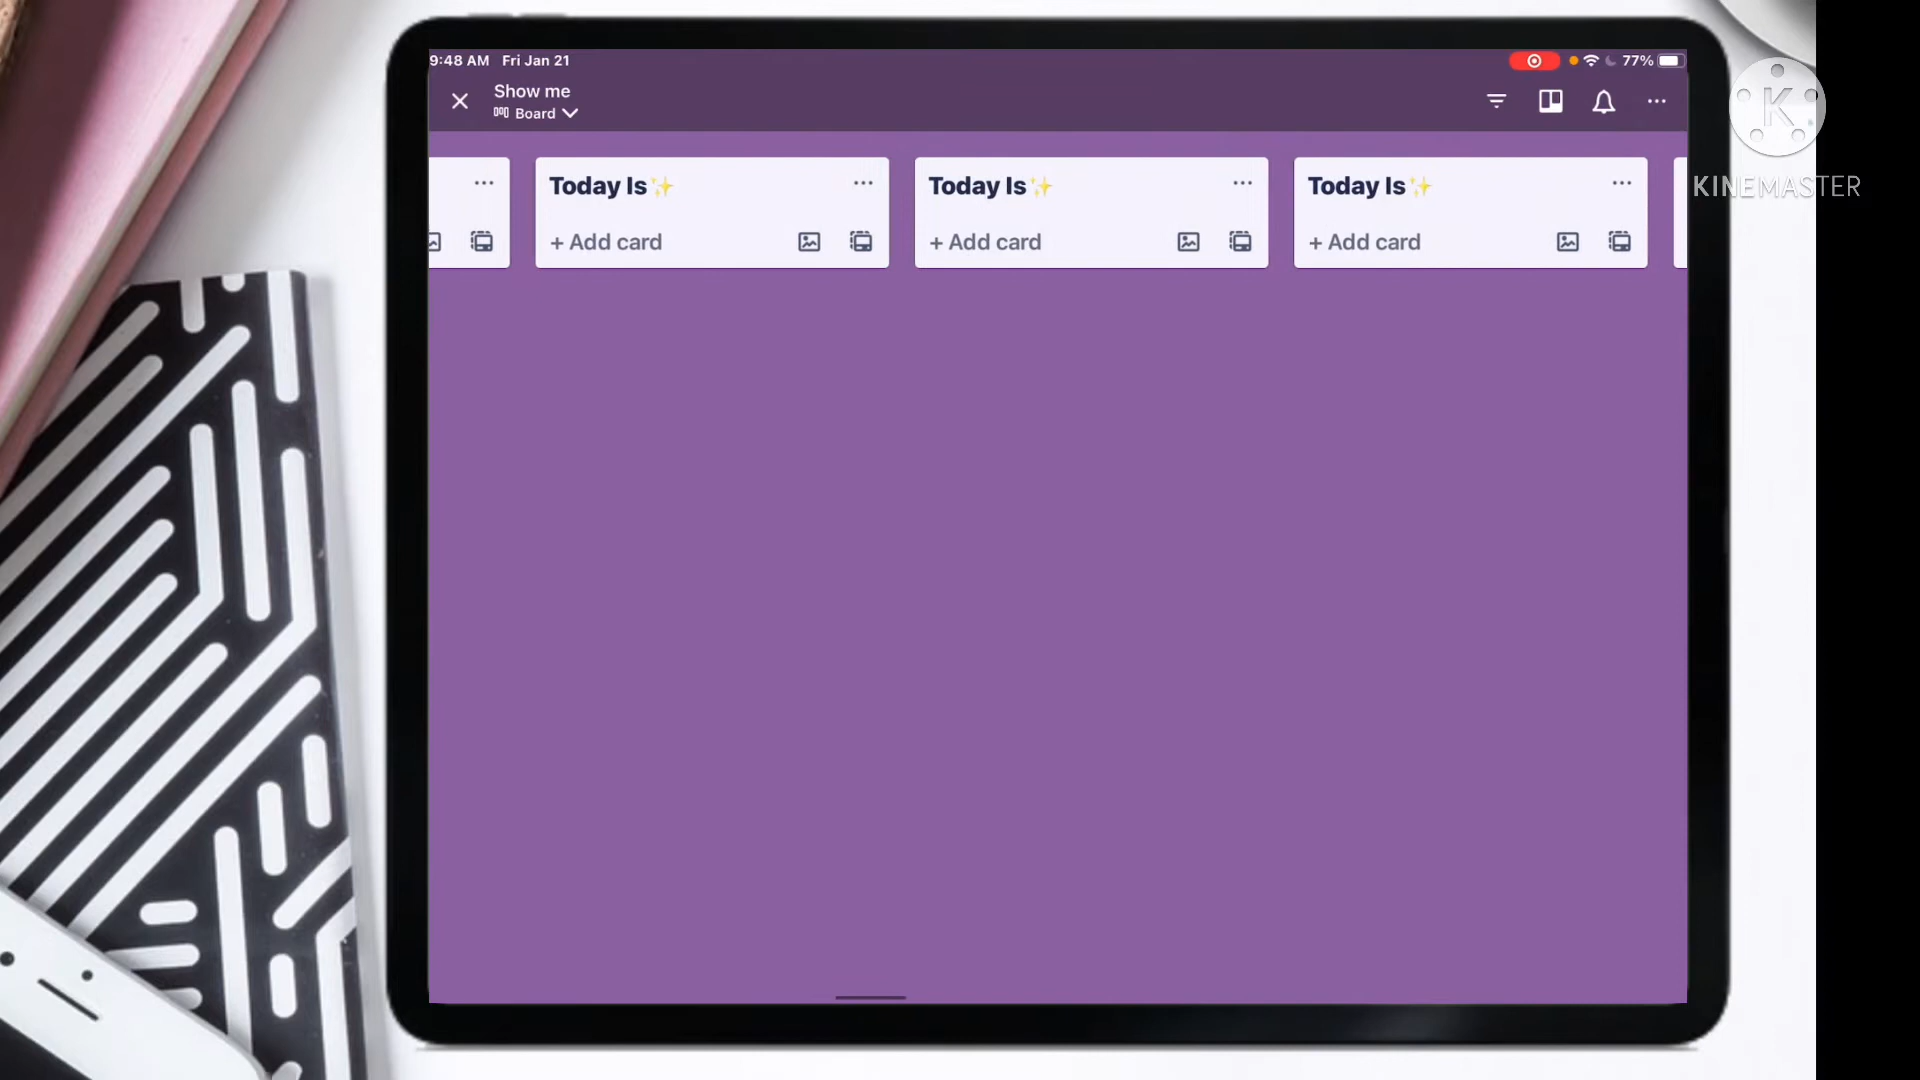 9:48 AM Fri Jan 21
77%
Show me
Board
Today Is✨
Today Is✨
Today Is✨
+ Add card
+ Add card
+ Add card
K
KINEMASTER